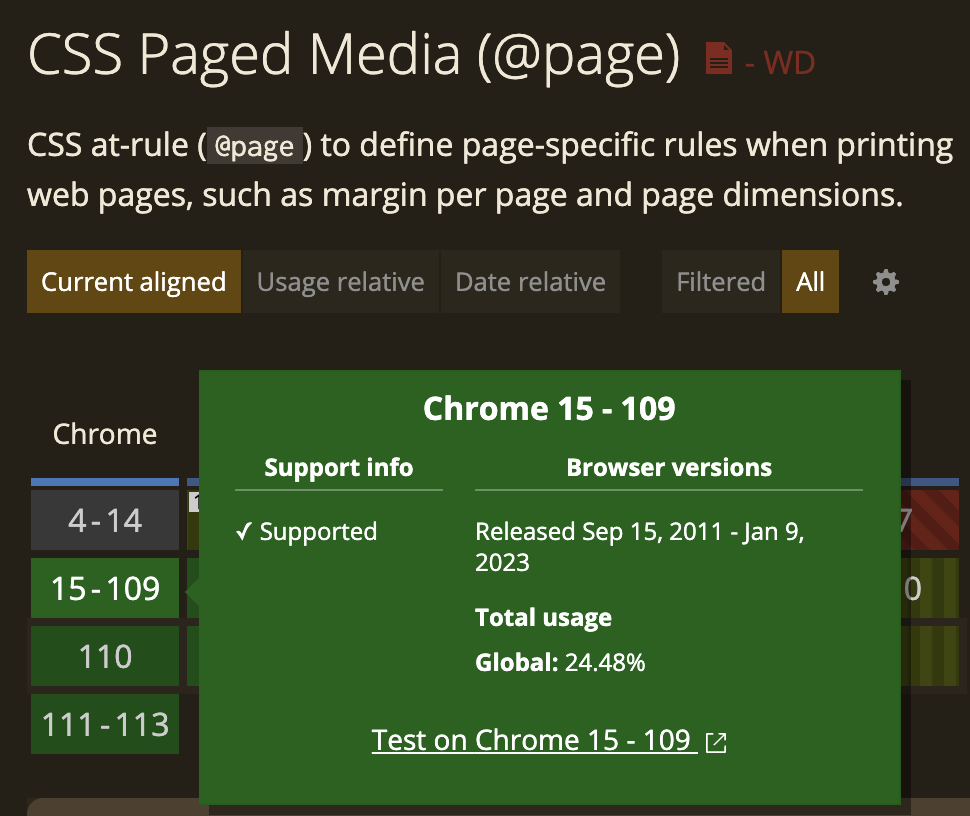 CSS Paged Media (@page) - WD
CSS at-rule (@page) to define page-specific rules when printing
web pages, such as margin per page and page dimensions.
Current aligned Usage relative Date relative Filtered All
Chrome
4-14
15-109
110
111-113
Chrome 15 - 109
Support info
✓ Supported
Browser versions
Released Sep 15, 2011 - Jan 9,
2023
Total usage
Global: 24.48%
Test on Chrome 15 - 109
1
7
0